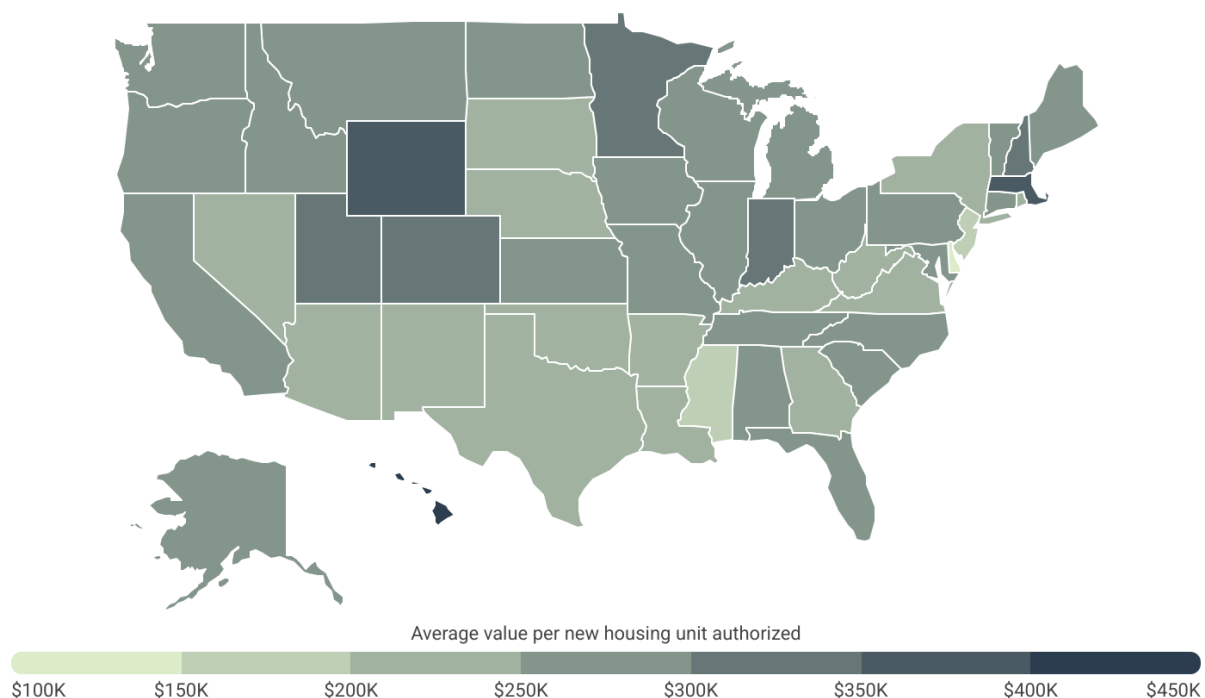 Average value per new housing unit authorized
$100K $150K $200K $250K $300K $350K $400K $450K